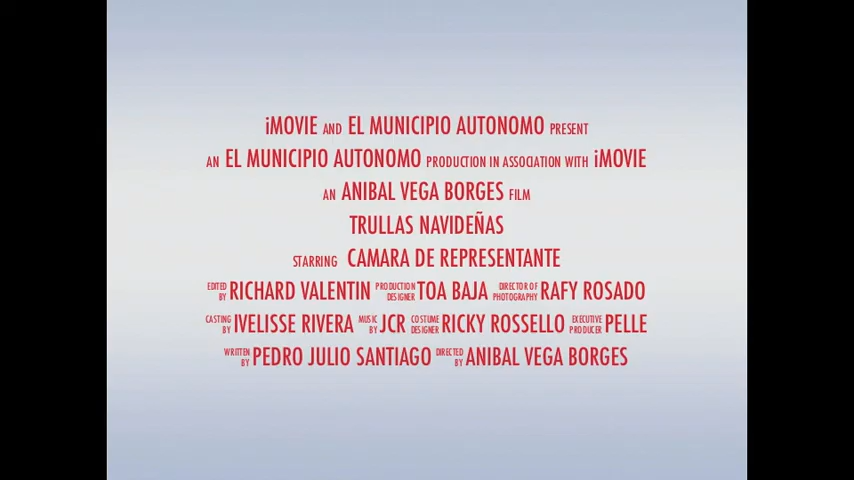 iMOVIE AND EL MUNICIPIO AUTONOMO PRESENT
AN EL MUNICIPIO AUTONOMO PRODUCTION IN ASSOCIATION WITH iMOVIE
AN ANIBAL VEGA BORGES FILM
TRULLAS NAVIDEÑAS
STARRING CAMARA DE REPRESENTANTE
EDITED BY RICHARD VALENTIN PRODUCTION DESIGNER TOA BAJA DIRECTOR OF PHOTOGRAPHY RAFY ROSADO
CASTING BY IVELISSE RIVERA MUSIC BY JCR COSTUME DESIGNER RICKY ROSSELLO EXECUTIVE PRODUCER PELLE
WRITTEN BY PEDRO JULIO SANTIAGO DIRECTED BY ANIBAL VEGA BORGES